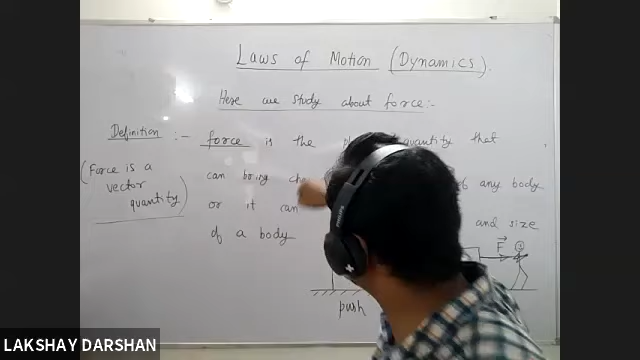 Laws of Motion (Dynamics).
Here we study about force:-
Definition :- force is the quantity that
(Force is a vector quantity)
can bring of any body
or it can and size
of a body
F
push
LAKSHAY DARSHAN